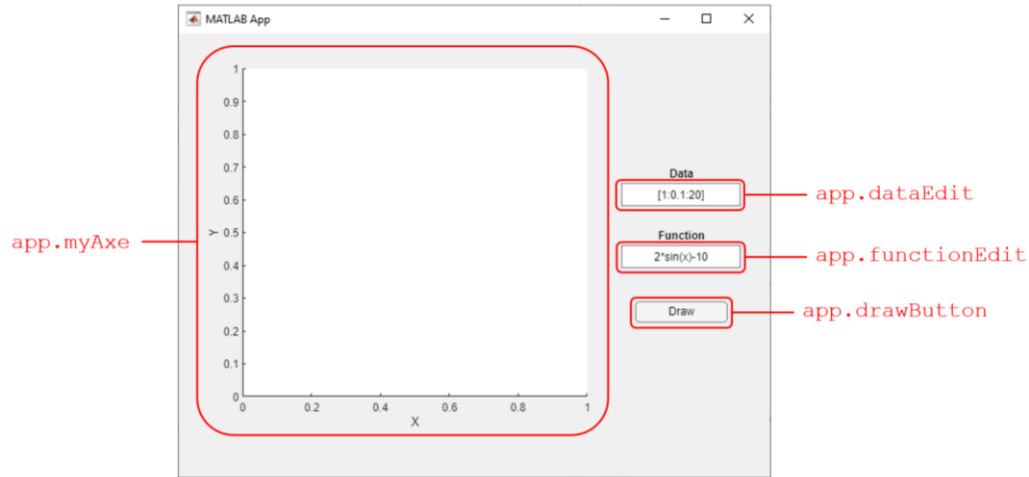 MATLAB App
1
0.9
0.8
0.7
0.6
0.5
0.4
0.3
0.2
0.1
0
Y
0 0.2 0.4 0.6 0.8 1
X
app.myAxe
Data
[1:0.1:20]
app.dataEdit
Function
2*sin(x)-10
app.functionEdit
Draw
app.drawButton